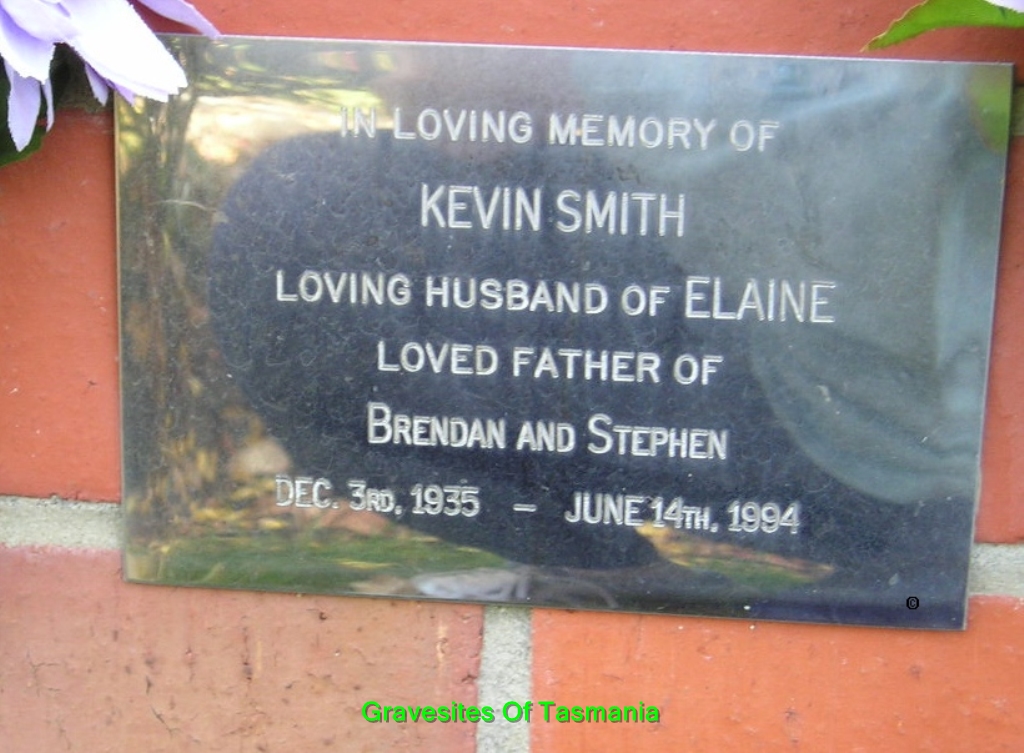 IN LOVING MEMORY OF
KEVIN SMITH
LOVING HUSBAND OF ELAINE
LOVED FATHER OF
BRENDAN AND STEPHEN
DEC. 3RD, 1935 – JUNE 14TH, 1994
©
Gravesites Of Tasmania